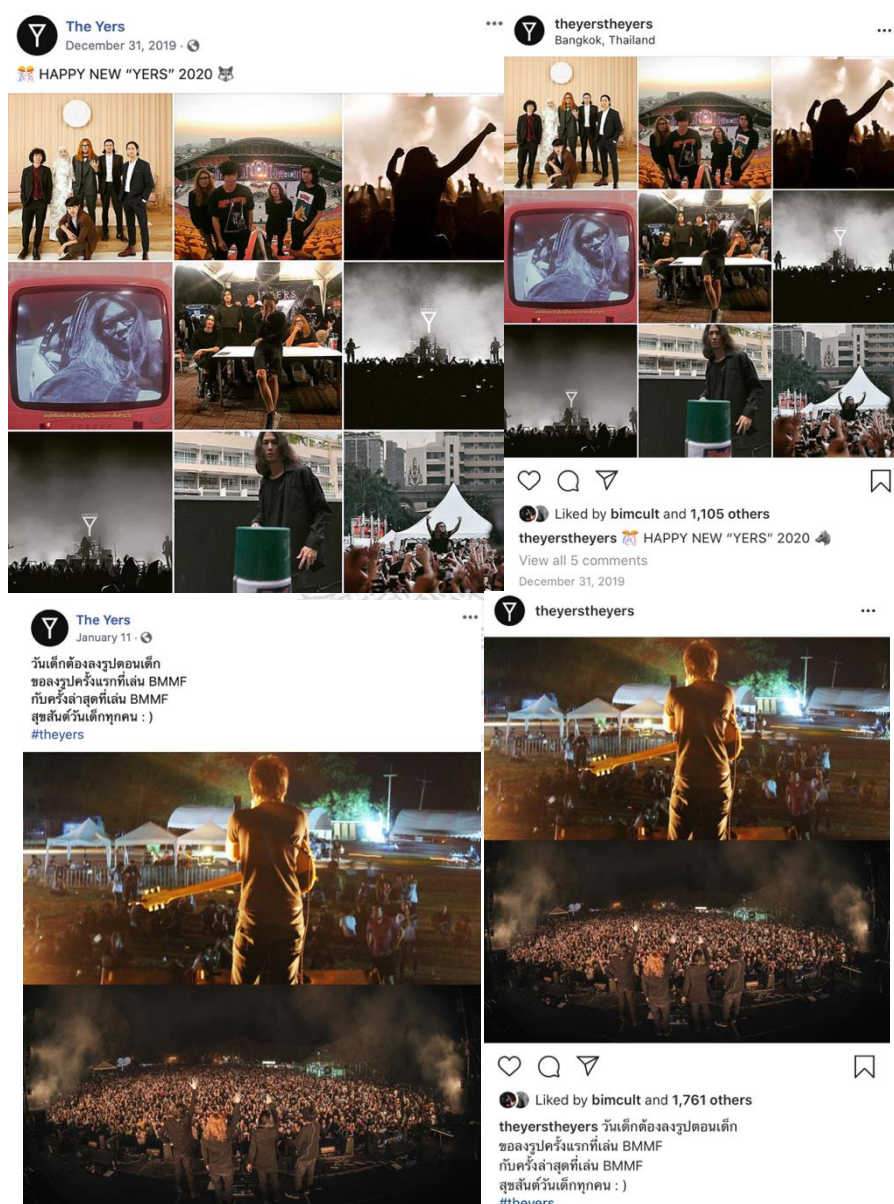 The Yers
December 31, 2019 ·
🎊 HAPPY NEW “YERS” 2020 🐺
theyerstheyers
Bangkok, Thailand
Liked by bimcult and 1,105 others
theyerstheyers 🎊 HAPPY NEW “YERS” 2020 🐺
View all 5 comments
December 31, 2019
The Yers
January 11 ·
วันเด็กต้องลงรูปตอนเด็ก
ขอลงรูปครั้งแรกที่เล่น BMMF
กับครั้งล่าสุดที่เล่น BMMF
สุขสันต์วันเด็กทุกคน : )
#theyers
theyerstheyers
Liked by bimcult and 1,761 others
theyerstheyers วันเด็กต้องลงรูปตอนเด็ก
ขอลงรูปครั้งแรกที่เล่น BMMF
กับครั้งล่าสุดที่เล่น BMMF
สุขสันต์วันเด็กทุกคน : )
#theyers